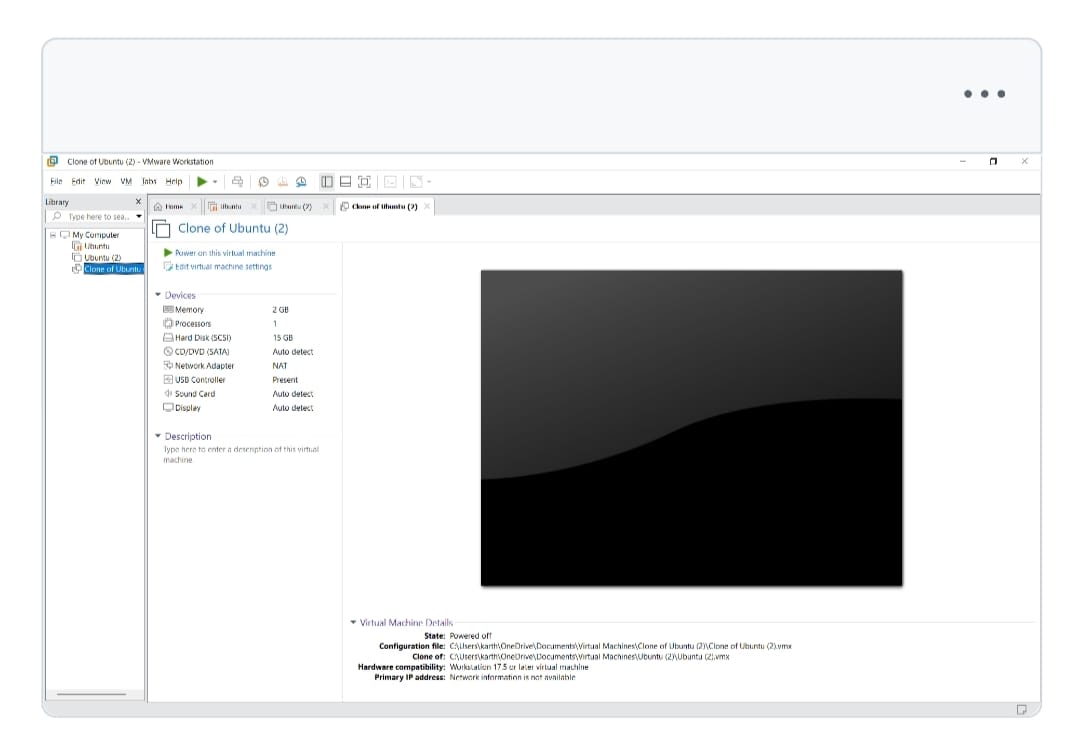 Clone of Ubuntu (2) - VMware Workstation
File Edit View VM Tabs Help
Library
Type here to sea...
My Computer
Ubuntu
Ubuntu (2)
Clone of Ubuntu
Home
Ubuntu
Ubuntu (2)
Clone of Ubuntu (2)
Clone of Ubuntu (2)
Power on this virtual machine
Edit virtual machine settings
Devices
Memory 2 GB
Processors 1
Hard Disk (SCSI) 15 GB
CD/DVD (SATA) Auto detect
Network Adapter NAT
USB Controller Present
Sound Card Auto detect
Display Auto detect
Description
Type here to enter a description of this virtual
machine.
Virtual Machine Details
State: Powered off
Configuration file: C:\Users\karth\OneDrive\Documents\Virtual Machines\Clone of Ubuntu (2)\Clone of Ubuntu (2).vmx
Clone of: C:\Users\karth\OneDrive\Documents\Virtual Machines\Ubuntu (2)\Ubuntu (2).vmx
Hardware compatibility: Workstation 17.5 or later virtual machine
Primary IP address: Network information is not available